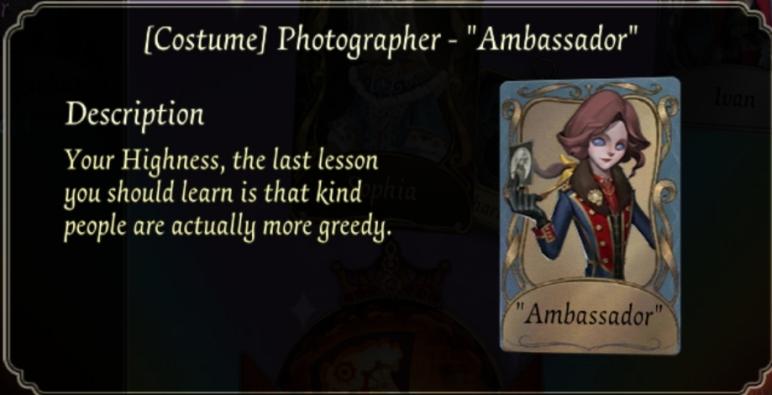 [Costume] Photographer - "Ambassador"
Description
Your Highness, the last lesson
you should learn is that kind
people are actually more greedy.
"Ambassador"
Ivan